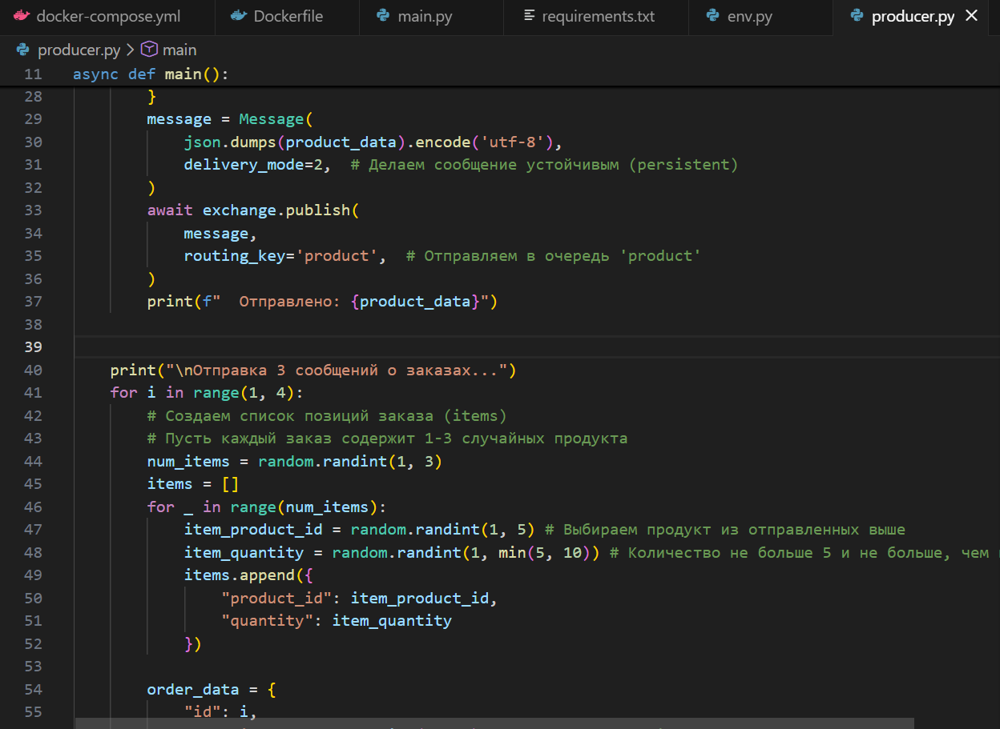 docker-compose.yml Dockerfile main.py requirements.txt env.py producer.py
producer.py > main
11 async def main():
28 }
29 message = Message(
30 json.dumps(product_data).encode('utf-8'),
31 delivery_mode=2, # Делаем сообщение устойчивым (persistent)
32 )
33 await exchange.publish(
34 message,
35 routing_key='product', # Отправляем в очередь 'product'
36 )
37 print(f" Отправлено: {product_data}")
38
39
40 print("\nОтправка 3 сообщений о заказах...")
41 for i in range(1, 4):
42 # Создаем список позиций заказа (items)
43 # Пусть каждый заказ содержит 1-3 случайных продукта
44 num_items = random.randint(1, 3)
45 items = []
46 for _ in range(num_items):
47 item_product_id = random.randint(1, 5) # Выбираем продукт из отправленных выше
48 item_quantity = random.randint(1, min(5, 10)) # Количество не больше 5 и не больше, чем
49 items.append({
50 "product_id": item_product_id,
51 "quantity": item_quantity
52 })
53
54 order_data = {
55 "id": i,